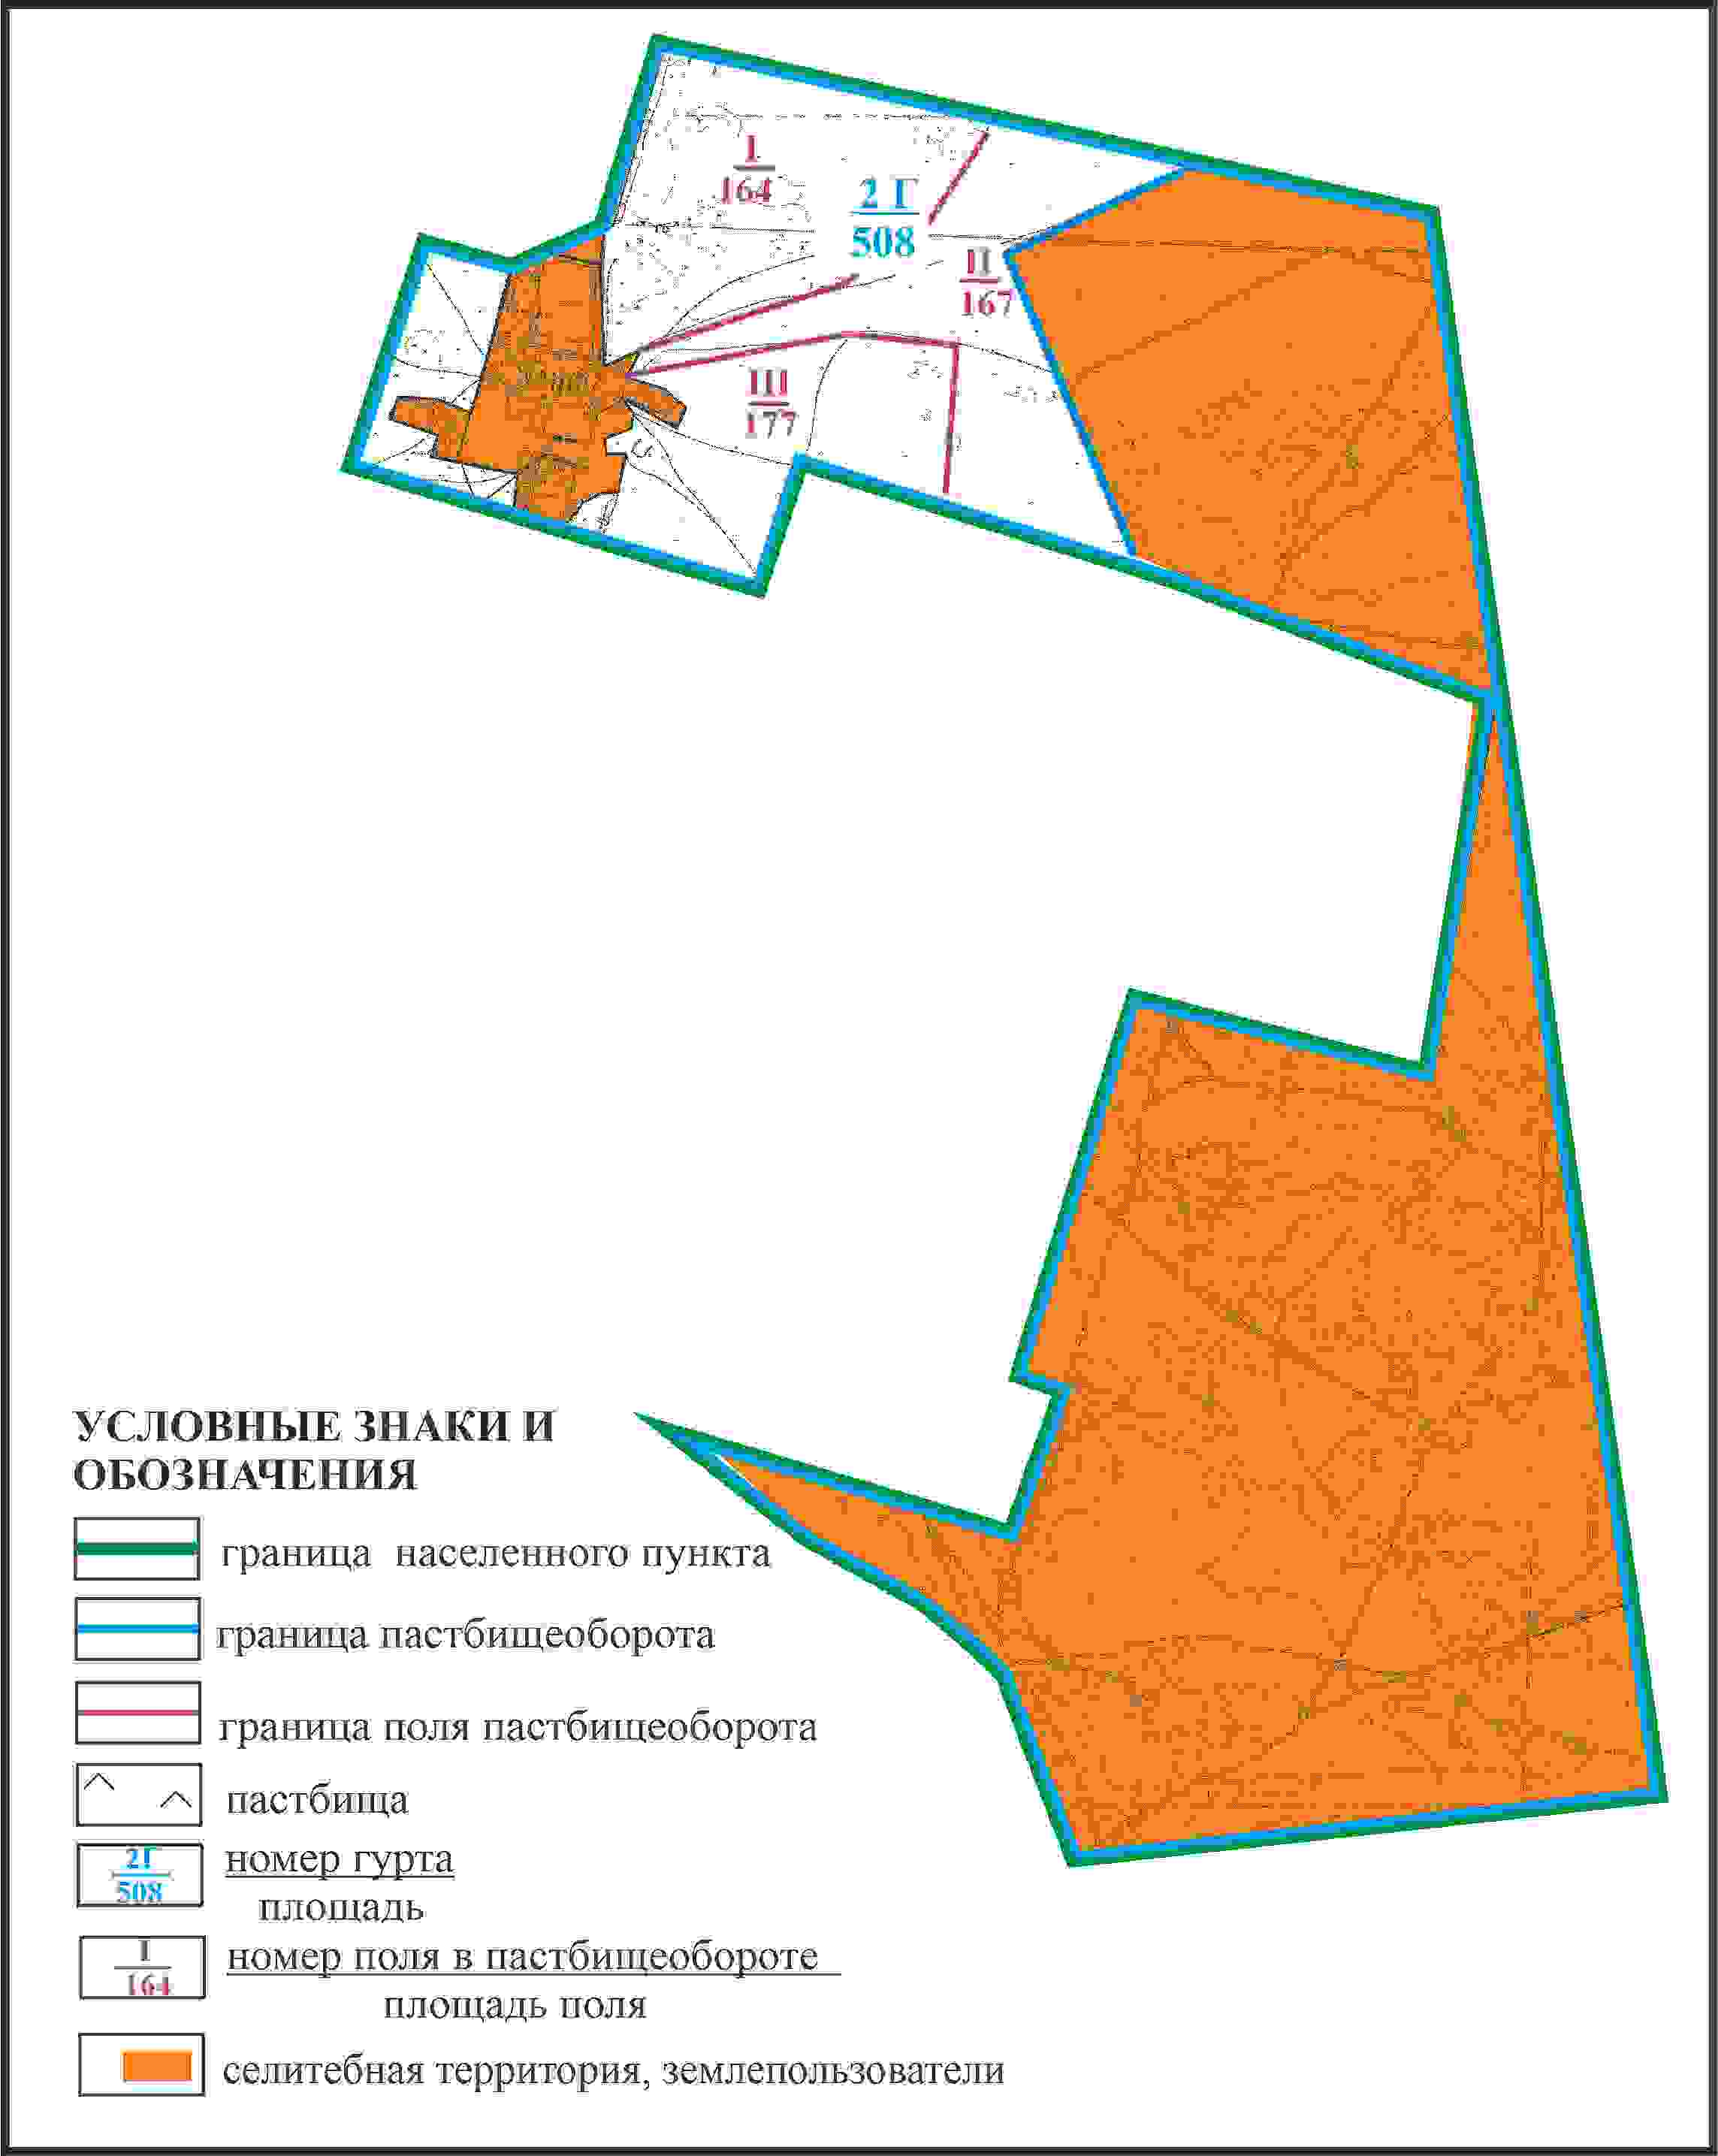 I
164
2 Г
508
II
167
III
177
УСЛОВНЫЕ ЗНАКИ И
ОБОЗНАЧЕНИЯ
граница населенного пункта
граница пастбищеоборота
граница поля пастбищеоборота
пастбища
2Г
508
номер гурта
площадь
I
164
номер поля в пастбищеобороте
площадь поля
селитебная территория, землепользователи